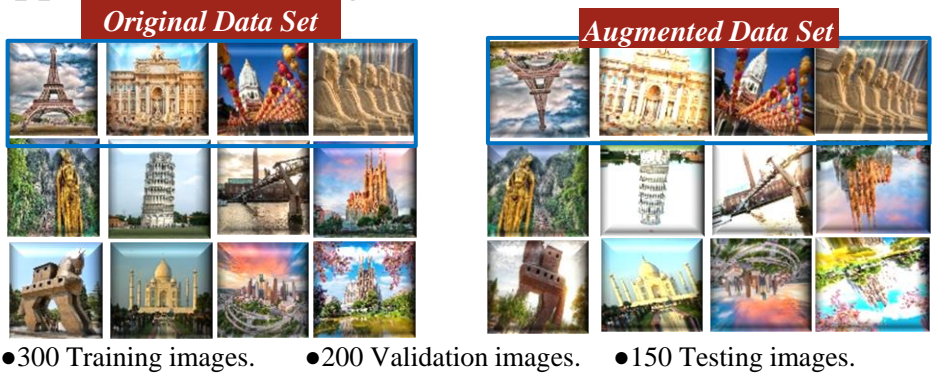 Original Data Set
Augmented Data Set
●300 Training images. ●200 Validation images. ●150 Testing images.